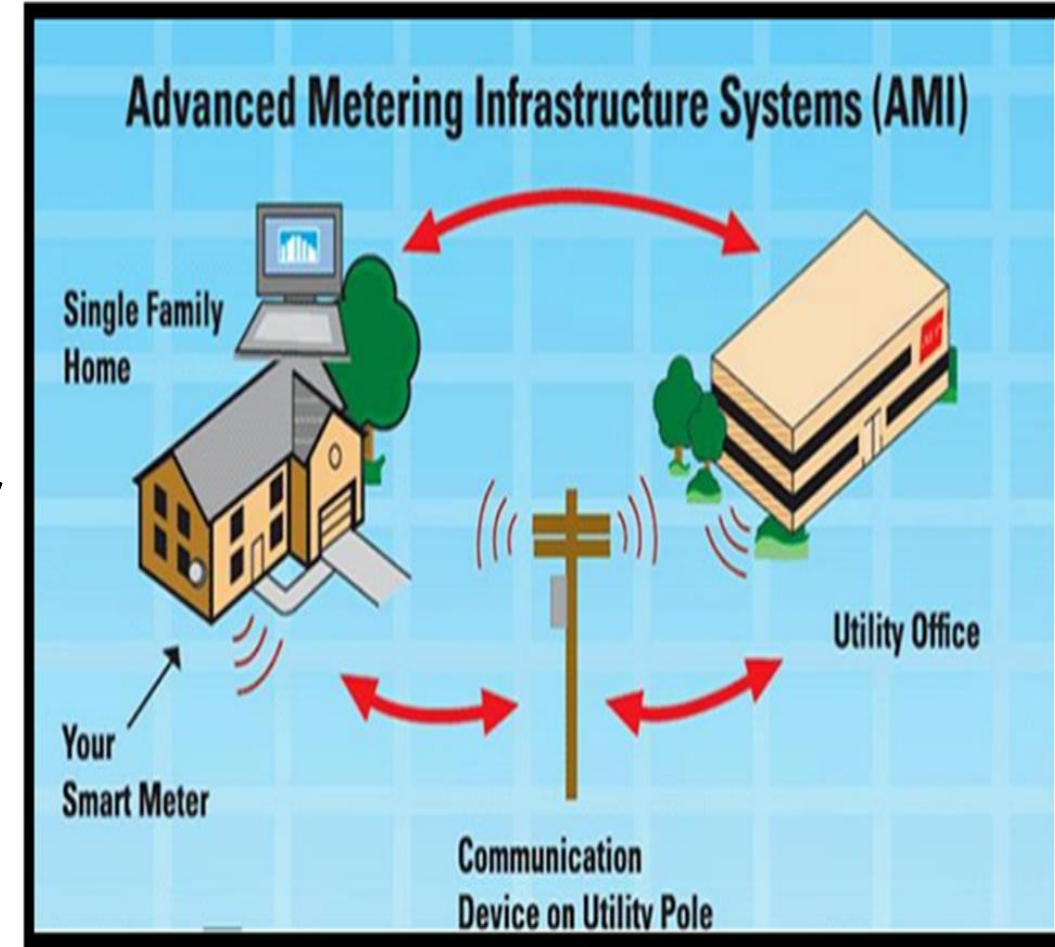 Advanced Metering Infrastructure Systems (AMI)
Single Family
Home
Utility Office
Your
Smart Meter
Communication
Device on Utility Pole